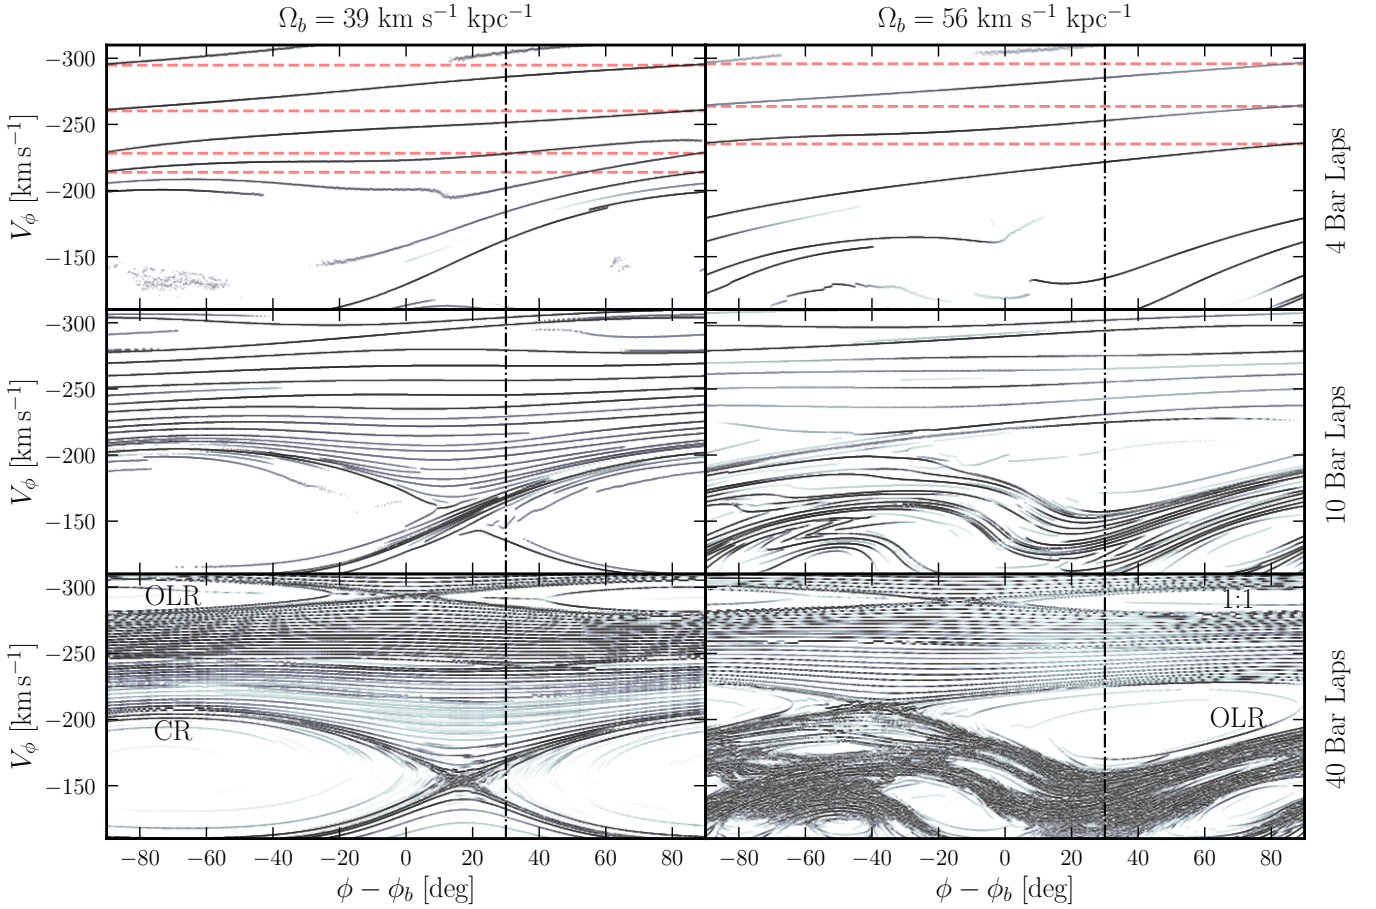 Ω_b = 39 km s⁻¹ kpc⁻¹
Ω_b = 56 km s⁻¹ kpc⁻¹
−300
−250
−200
−150
V_ϕ [km s⁻¹]
4 Bar Laps
−300
−250
−200
−150
V_ϕ [km s⁻¹]
10 Bar Laps
OLR
CR
1:1
OLR
−300
−250
−200
−150
V_ϕ [km s⁻¹]
40 Bar Laps
−80 −60 −40 −20 0 20 40 60 80
−80 −60 −40 −20 0 20 40 60 80
ϕ − ϕ_b [deg]
ϕ − ϕ_b [deg]